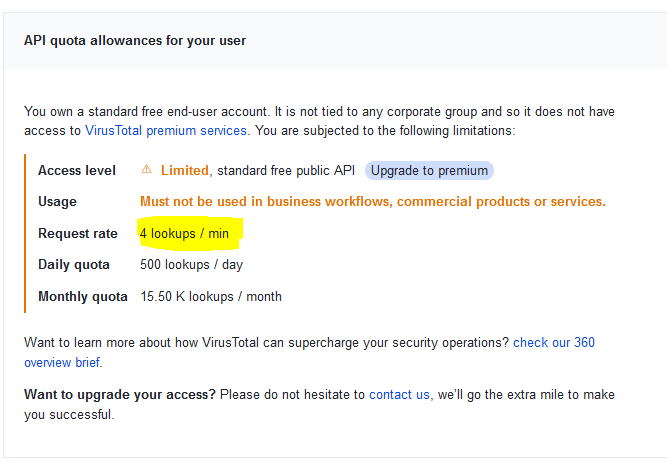 API quota allowances for your user
You own a standard free end-user account. It is not tied to any corporate group and so it does not have
access to VirusTotal premium services. You are subjected to the following limitations:
Access level ⚠ Limited, standard free public API Upgrade to premium
Usage Must not be used in business workflows, commercial products or services.
Request rate 4 lookups / min
Daily quota 500 lookups / day
Monthly quota 15.50 K lookups / month
Want to learn more about how VirusTotal can supercharge your security operations? check our 360
overview brief.
Want to upgrade your access? Please do not hesitate to contact us, we'll go the extra mile to make
you successful.